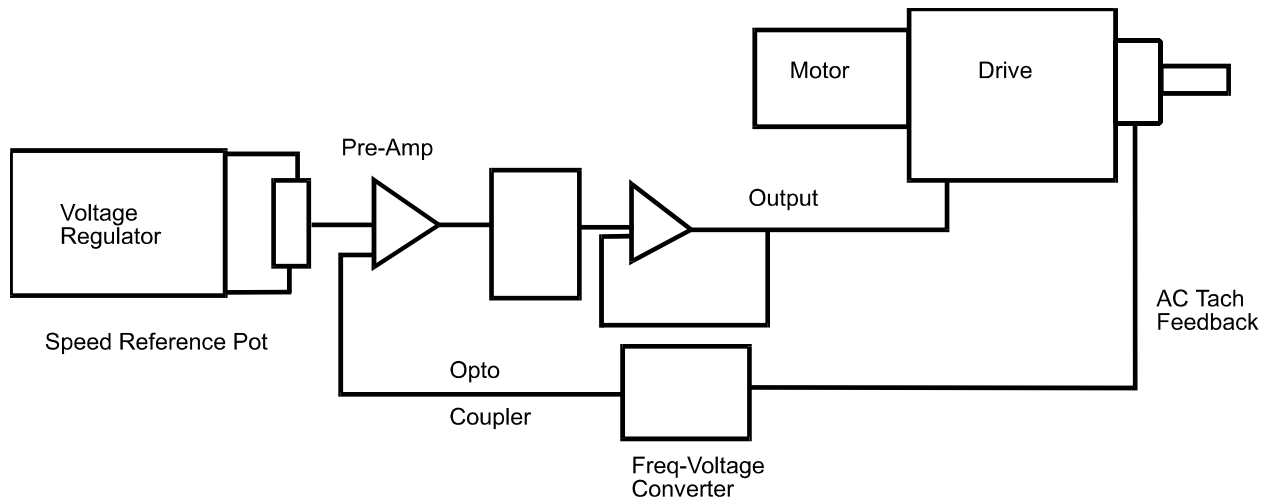 Motor
Drive
Pre-Amp
Voltage
Regulator
Output
AC Tach
Feedback
Speed Reference Pot
Opto
Coupler
Freq-Voltage
Converter